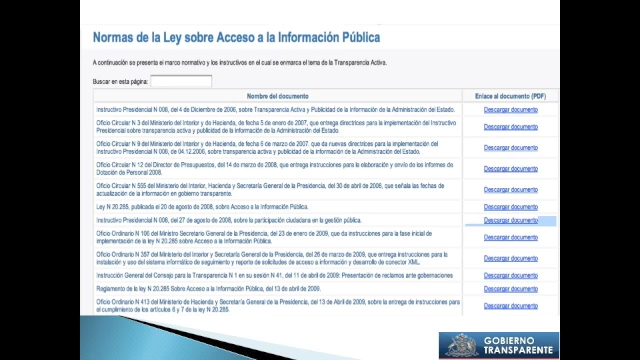 Normas de la Ley sobre Acceso a la Información Pública
A continuación se presenta el marco normativo y los instructivos en el cual se enmarca el tema de la Transparencia Activa.
Buscar en esta página:
Nombre del documento
Enlace al documento (PDF)
Instructivo Presidencial N 008, del 4 de Diciembre de 2006, sobre Transparencia Activa y Publicidad de la Información de la Administración del Estado.
Descargar documento
Oficio Circular N 3 del Ministerio del Interior y de Hacienda, de fecha 5 de enero de 2007, que entrega directrices para la implementación del Instructivo
Presidencial sobre transparencia activa y publicidad de la información de la Administración del Estado
Descargar documento
Oficio Circular N 9 del Ministerio del Interior y de Hacienda, de fecha 8 de marzo de 2007, que da nuevas directrices para la implementación del
Instructivo N 008, de 04.12.2006, sobre transparencia activa y publicidad de la información de la Administración del Estado.
Descargar documento
Oficio Circular N 12 del Director de Presupuestos, del 14 de marzo de 2008, que entrega instrucciones para la elaboración y envío de los informes de
Dotación de Personal 2008.
Descargar documento
Oficio Circular N 555 del Ministerio del Interior, Hacienda y Secretaría General de la Presidencia, del 30 de abril de 2008, que señala las fechas de
actualización de la información en gobierno transparente.
Descargar documento
Ley N 20.285, publicada el 20 de agosto de 2008, sobre Acceso a la Información Pública.
Descargar documento
Instructivo Presidencial N 008, del 27 de agosto de 2008, sobre la participación ciudadana en la gestión pública.
Descargar documento
Oficio Ordinario N 106 del Ministro Secretario General de la Presidencia, del 23 de enero de 2009, que da instrucciones para la fase inicial de
implementación de la ley N 20.285 sobre Acceso a la Información Pública.
Descargar documento
Oficio Ordinario N 357 del Ministerio del Interior y Secretaría General de la Presidencia, del 26 de marzo de 2009, que entrega instrucciones para la
instalación y uso del sistema informático de seguimiento y reporte de solicitudes de acceso a información y desarrollo de conector XML.
Descargar documento
Instrucción General del Consejo para la Transparencia N 1 en su sesión N 41, del 11 de abril de 2009: Presentación de reclamos ante gobernaciones
Descargar documento
Reglamento de la ley N 20.285 Sobre Acceso a la Información Pública, del 13 de abril de 2009.
Descargar documento
Oficio Ordinario N 413 del Ministerio de Hacienda y Secretaría General de la Presidencia, del 13 de Abril de 2009, sobre la entrega de instrucciones para
el cumplimiento de los artículos 6 y 7 de la ley N 20.285.
Descargar documento
GOBIERNO
TRANSPARENTE